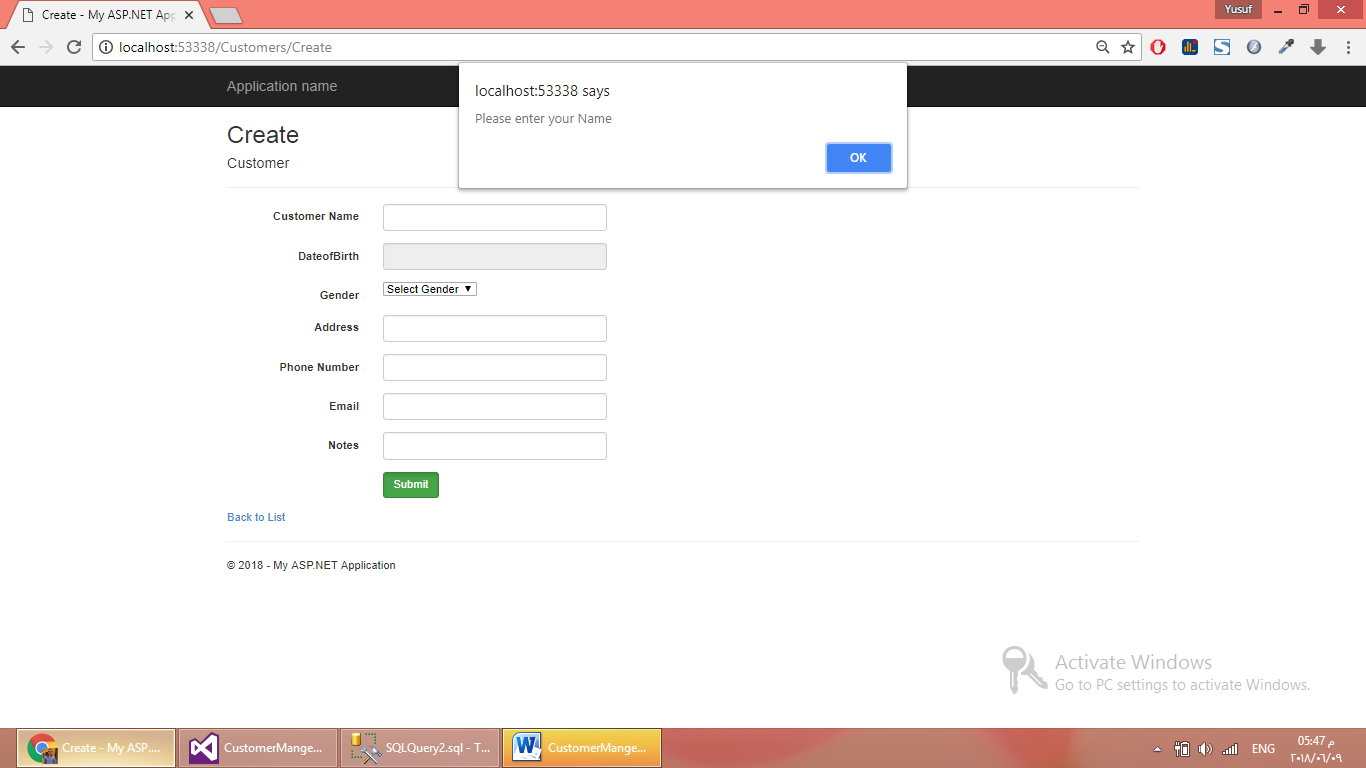 Create - My ASP.NET App
Yusuf
localhost:53338/Customers/Create
Application name
localhost:53338 says
Please enter your Name
OK
Create
Customer
Customer Name
DateofBirth
Gender
Select Gender
Address
Phone Number
Email
Notes
Submit
Back to List
© 2018 - My ASP.NET Application
Activate Windows
Go to PC settings to activate Windows.
Create - My ASP....
CustomerMange...
SQLQuery2.sql - T...
CustomerMange...
ENG
05:47 م
٢٠١٨/٠٦/٠٩